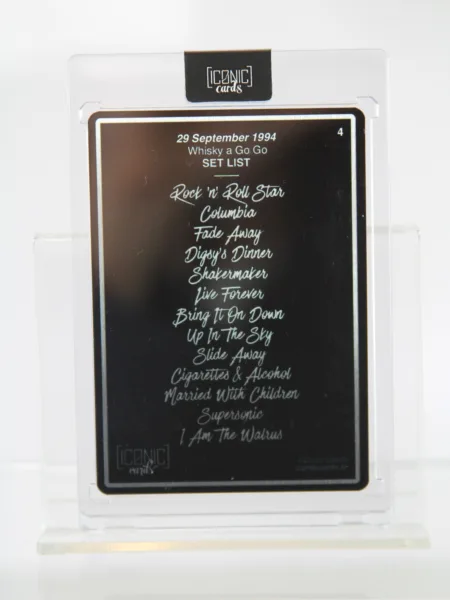 [ICONIC]
cards
4
29 September 1994
Whisky a Go Go
SET LIST
Rock 'n' Roll Star
Columbia
Fade Away
Digsy's Dinner
Shakermaker
Live Forever
Bring It On Down
Up In The Sky
Slide Away
Cigarettes & Alcohol
Married With Children
Supersonic
I Am The Walrus
[ICONIC]
cards